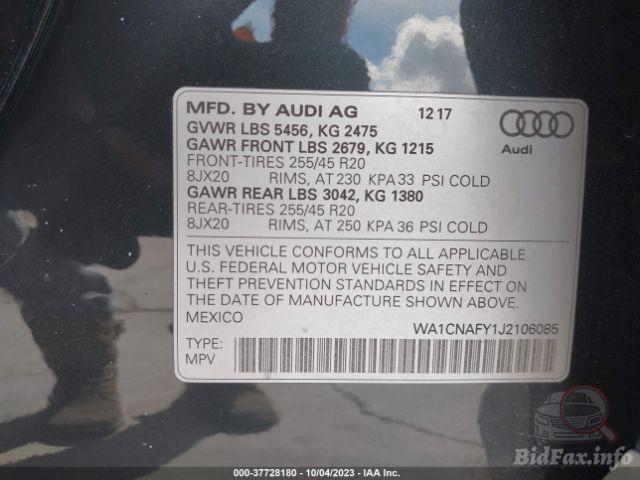 MFD. BY AUDI AG 12 17
GVWR LBS 5456, KG 2475
GAWR FRONT LBS 2679, KG 1215
FRONT-TIRES 255/45 R20
8JX20 RIMS, AT 230 KPA 33 PSI COLD
GAWR REAR LBS 3042, KG 1380
REAR-TIRES 255/45 R20
8JX20 RIMS, AT 250 KPA 36 PSI COLD
Audi
THIS VEHICLE CONFORMS TO ALL APPLICABLE
U.S. FEDERAL MOTOR VEHICLE SAFETY AND
THEFT PREVENTION STANDARDS IN EFFECT ON
THE DATE OF MANUFACTURE SHOWN ABOVE.
MEXICO WA1CNAFY1J2106085
TYPE:
MPV
BidFax.info
000-37728180 - 10/04/2023 - IAA Inc.